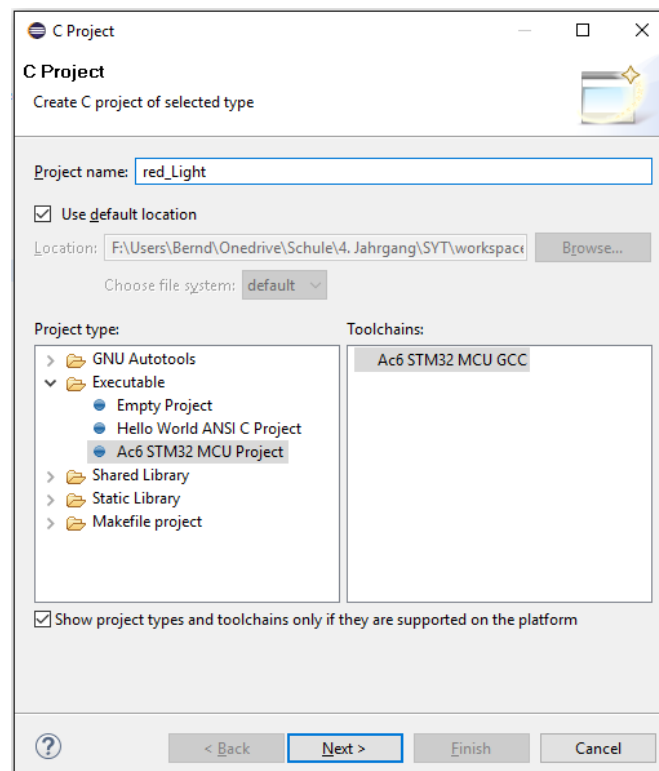 C Project
C Project
Create C project of selected type
Project name: red_Light
Use default location
Location: F:\Users\Bernd\Onedrive\Schule\4. Jahrgang\SYT\workspace Browse...
Choose file system: default
Project type: Toolchains:
GNU Autotools Ac6 STM32 MCU GCC
Executable
Empty Project
Hello World ANSI C Project
Ac6 STM32 MCU Project
Shared Library
Static Library
Makefile project
Show project types and toolchains only if they are supported on the platform
? < Back Next > Finish Cancel